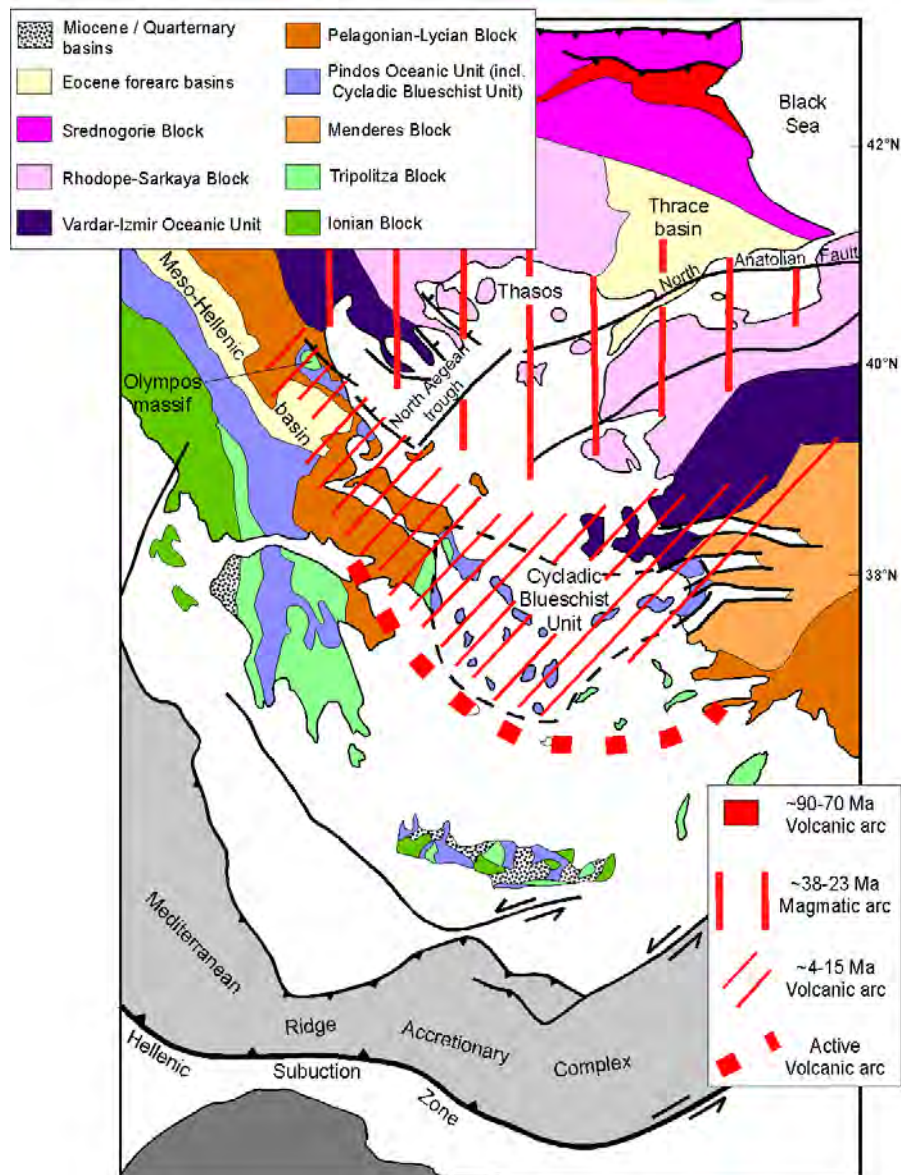 Miocene / Quarternary
basins
Eocene forearc basins
Srednogorie Block
Rhodope-Sarkaya Block
Vardar-Izmir Oceanic Unit
Pelagonian-Lycian Block
Pindos Oceanic Unit (incl.
Cycladic Blueschist Unit)
Menderes Block
Tripolitza Block
Ionian Block
Black
Sea
42°N
Thrace
basin
North
Anatolian
Fault
Thasos
Meso-Hellenic
basin
Olympos
massif
North Aegean
trough
40°N
38°N
Cycladic
Blueschist
Unit
~90-70 Ma
Volcanic arc
~38-23 Ma
Magmatic arc
~4-15 Ma
Volcanic arc
Active
Volcanic arc
Mediterranean
Ridge
Accretionary
Complex
Hellenic
Subuction
Zone